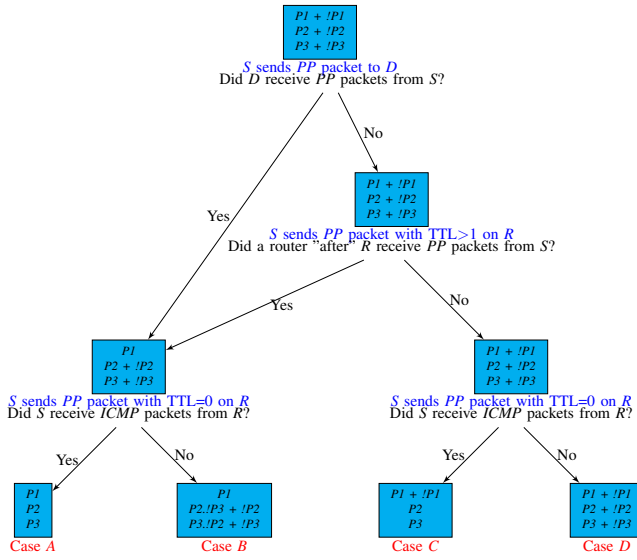 P1 + !P1
P2 + !P2
P3 + !P3
S sends PP packet to D
Did D receive PP packets from S?
No
P1 + !P1
P2 + !P2
P3 + !P3
Yes
S sends PP packet with TTL>1 on R
Did a router ”after” R receive PP packets from S?
Yes
No
P1
P2 + !P2
P3 + !P3
S sends PP packet with TTL=0 on R
Did S receive ICMP packets from R?
P1 + !P1
P2 + !P2
P3 + !P3
S sends PP packet with TTL=0 on R
Did S receive ICMP packets from R?
Yes
No
Yes
No
P1
P2
P3
Case A
P1
P2.!P3 + !P2
P3.!P2 + !P3
Case B
P1 + !P1
P2
P3
Case C
P1 + !P1
P2 + !P2
P3 + !P3
Case D